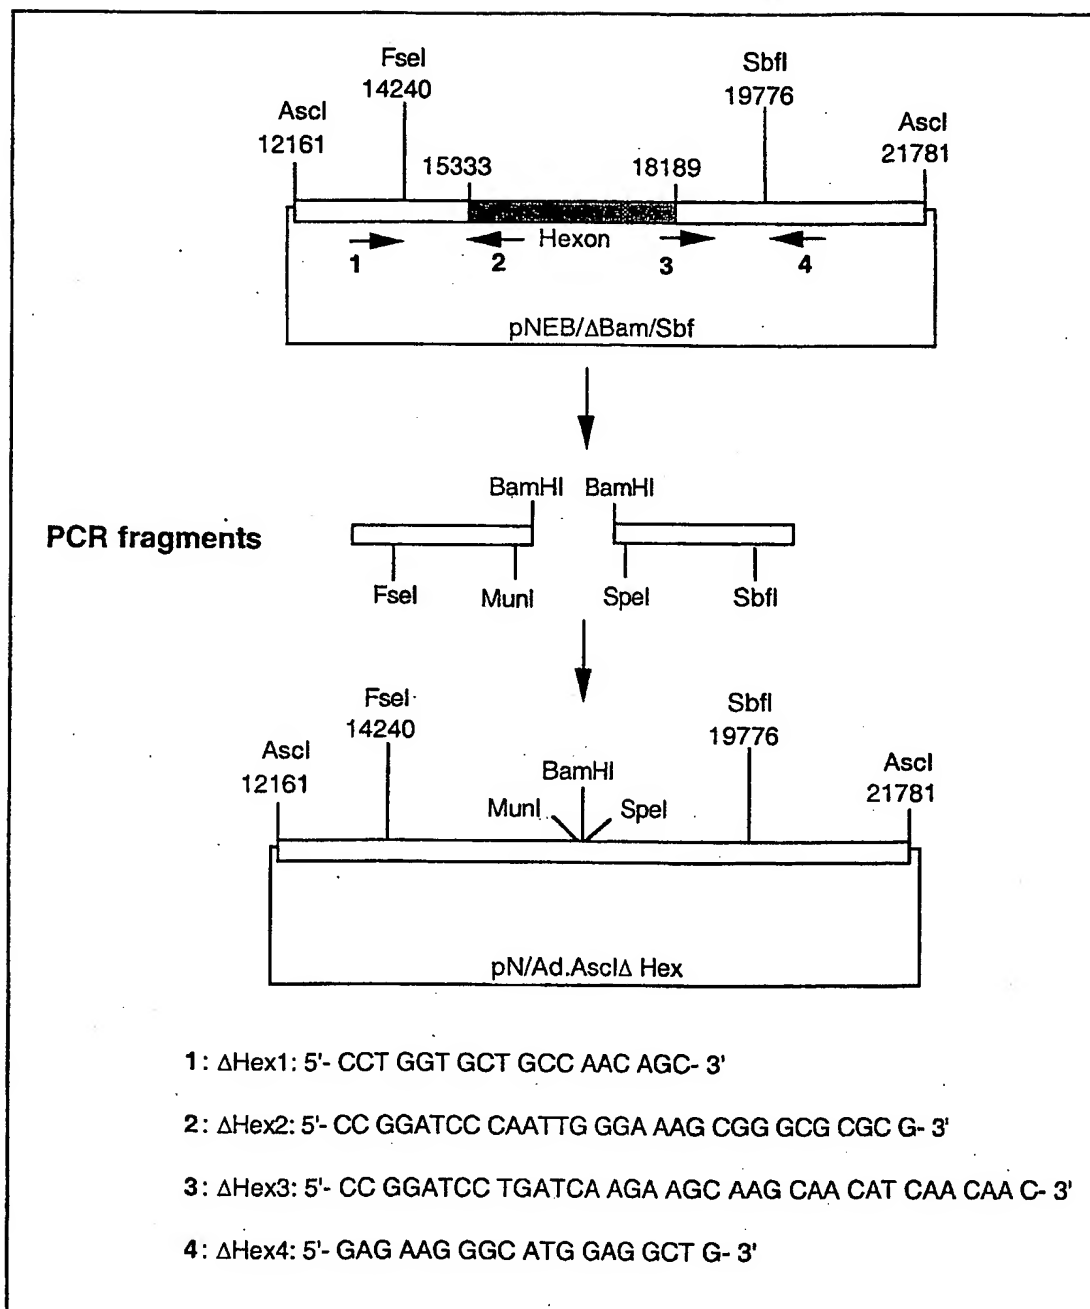 FseI
14240
SbfI
19776
AscI
12161
AscI
21781
15333
18189
Hexon
1
2
3
4
pNEB/ΔBam/Sbf
BamHI
BamHI
PCR fragments
FseI
MunI
SpeI
SbfI
FseI
14240
SbfI
19776
AscI
12161
BamHI
AscI
21781
MunI
SpeI
pN/Ad.AscIΔ Hex
1: ΔHex1: 5'- CCT GGT GCT GCC AAC AGC- 3'
2: ΔHex2: 5'- CC GGATCC CAATTG GGA AAG CGG GCG CGC G- 3'
3: ΔHex3: 5'- CC GGATCC TGATCA AGA AGC AAG CAA CAT CAA CAA C- 3'
4: ΔHex4: 5'- GAG AAG GGC ATG GAG GCT G- 3'